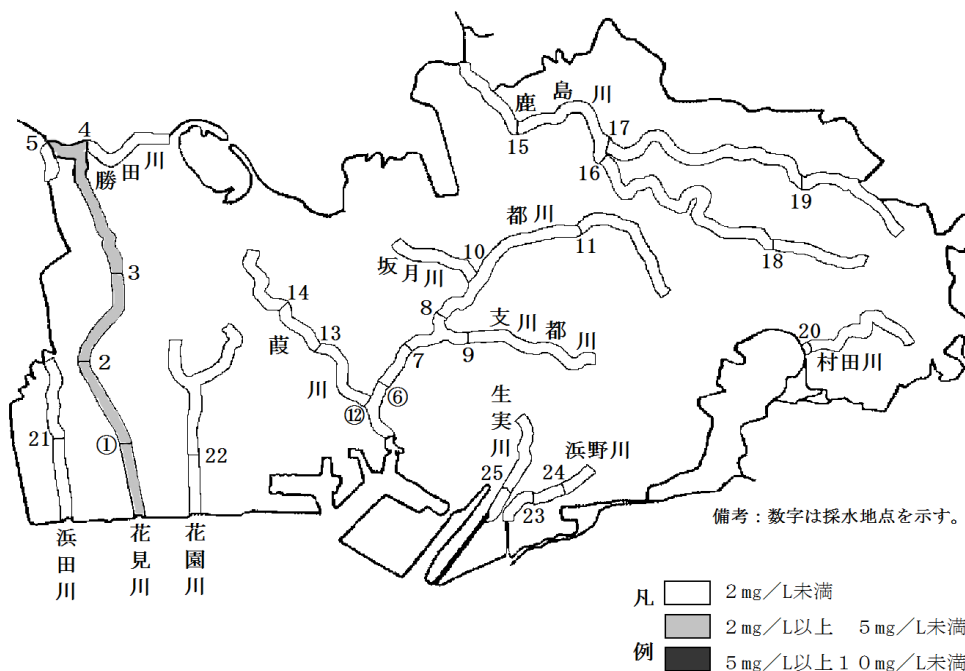 鹿島川
15
17
16
19
18
5
4
勝田川
3
2
①
21
22
浜田川
花見川
花園川
都川
10
11
坂月川
8
7
9
支川都川
14
13
葭川
⑫
⑥
20
村田川
生実川
25
24
浜野川
23
備考：数字は採水地点を示す。
凡例
２mg／L未満
２mg／L以上　５mg／L未満
５mg／L以上１０mg／L未満